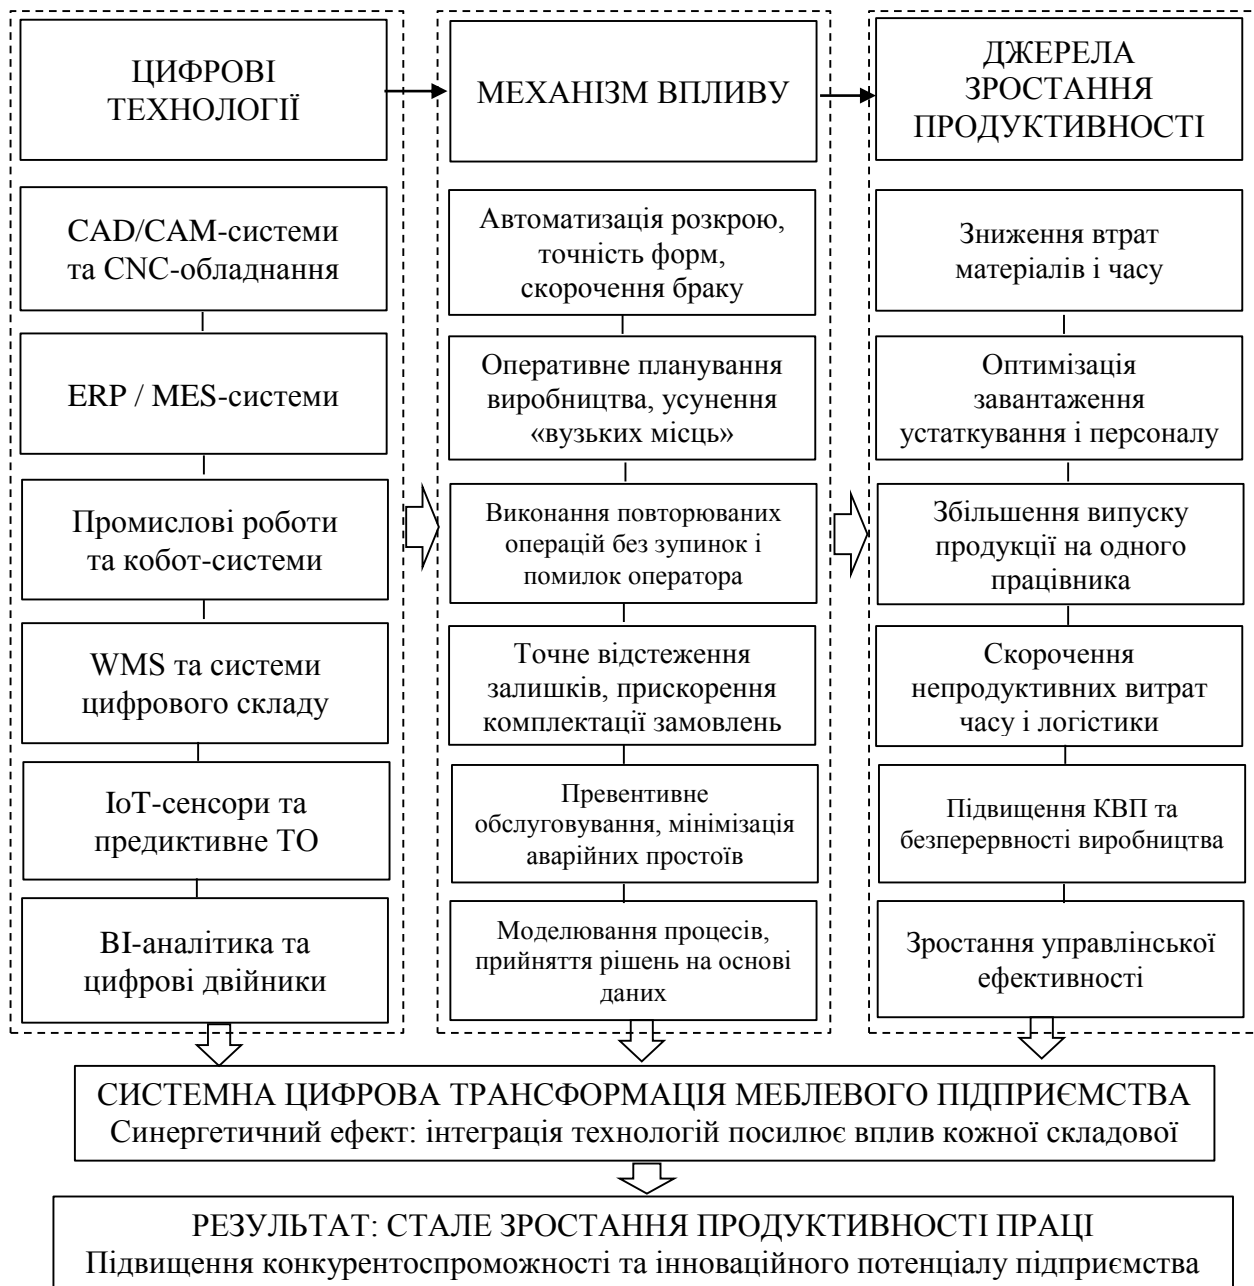 ЦИФРОВІ
ТЕХНОЛОГІЇ
МЕХАНІЗМ ВПЛИВУ
ДЖЕРЕЛА
ЗРОСТАННЯ
ПРОДУКТИВНОСТІ
CAD/CAM-системи
та CNC-обладнання
Автоматизація розкрою,
точність форм,
скорочення браку
Зниження втрат
матеріалів і часу
ERP / MES-системи
Оперативне планування
виробництва, усунення
«вузьких місць»
Оптимізація
завантаження
устаткування і персоналу
Промислові роботи
та кобот-системи
Виконання повторюваних
операцій без зупинок і
помилок оператора
Збільшення випуску
продукції на одного
працівника
WMS та системи
цифрового складу
Точне відстеження
залишків, прискорення
комплектації замовлень
Скорочення
непродуктивних витрат
часу і логістики
IoT-сенсори та
предиктивне ТО
Превентивне
обслуговування, мінімізація
аварійних простоїв
Підвищення КВП та
безперервності виробництва
BI-аналітика та
цифрові двійники
Моделювання процесів,
прийняття рішень на основі
даних
Зростання управлінської
ефективності
СИСТЕМНА ЦИФРОВА ТРАНСФОРМАЦІЯ МЕБЛЕВОГО ПІДПРИЄМСТВА
Синергетичний ефект: інтеграція технологій посилює вплив кожної складової
РЕЗУЛЬТАТ: СТАЛЕ ЗРОСТАННЯ ПРОДУКТИВНОСТІ ПРАЦІ
Підвищення конкурентоспроможності та інноваційного потенціалу підприємства